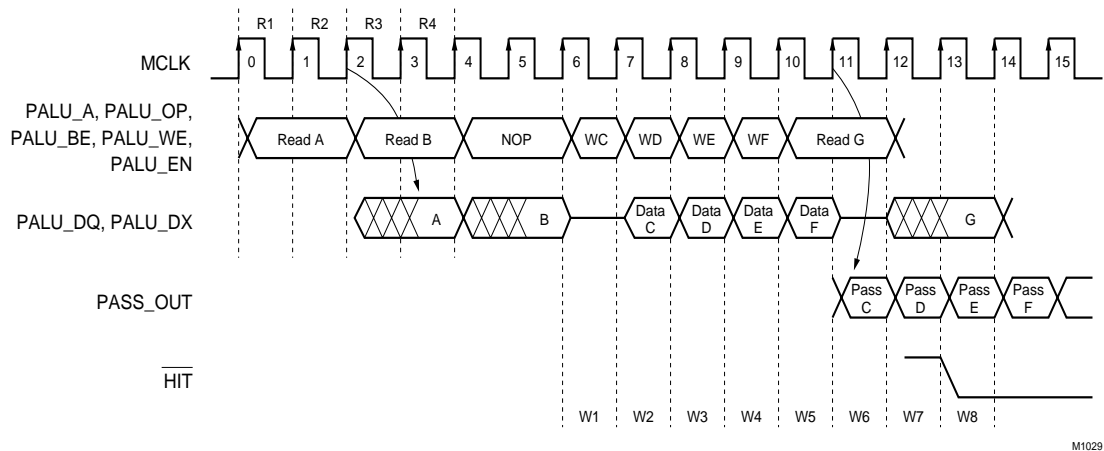 R1 R2 R3 R4
MCLK 0 1 2 3 4 5 6 7 8 9 10 11 12 13 14 15
PALU_A, PALU_OP,
PALU_BE, PALU_WE,
PALU_EN
Read A Read B NOP WC WD WE WF Read G
PALU_DQ, PALU_DX A B Data C Data D Data E Data F G
PASS_OUT Pass C Pass D Pass E Pass F
HIT
W1 W2 W3 W4 W5 W6 W7 W8
M1029